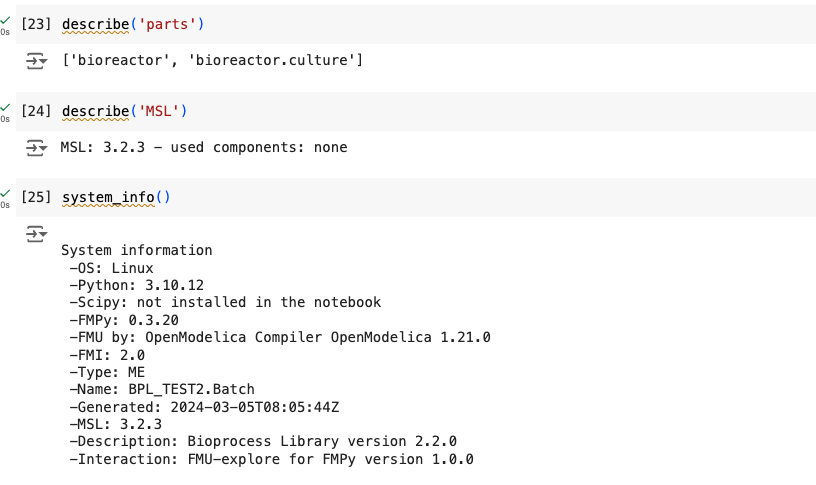 [23] describe('parts')
0s
['bioreactor', 'bioreactor.culture']
[24] describe('MSL')
0s
MSL: 3.2.3 – used components: none
[25] system_info()
0s
System information
-OS: Linux
-Python: 3.10.12
-Scipy: not installed in the notebook
-FMPy: 0.3.20
-FMU by: OpenModelica Compiler OpenModelica 1.21.0
-FMI: 2.0
-Type: ME
-Name: BPL_TEST2.Batch
-Generated: 2024-03-05T08:05:44Z
-MSL: 3.2.3
-Description: Bioprocess Library version 2.2.0
-Interaction: FMU-explore for FMPy version 1.0.0